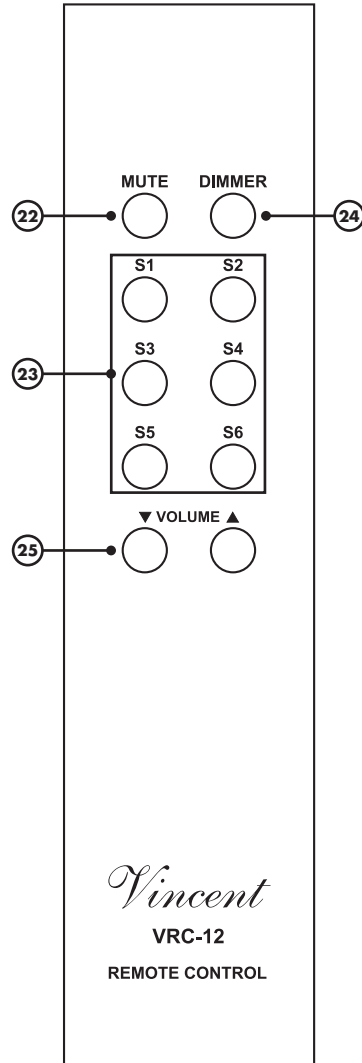 MUTE DIMMER
22 24
S1 S2
S3 S4
23
S5 S6
▼ VOLUME ▲
25
Vincent
VRC-12
REMOTE CONTROL